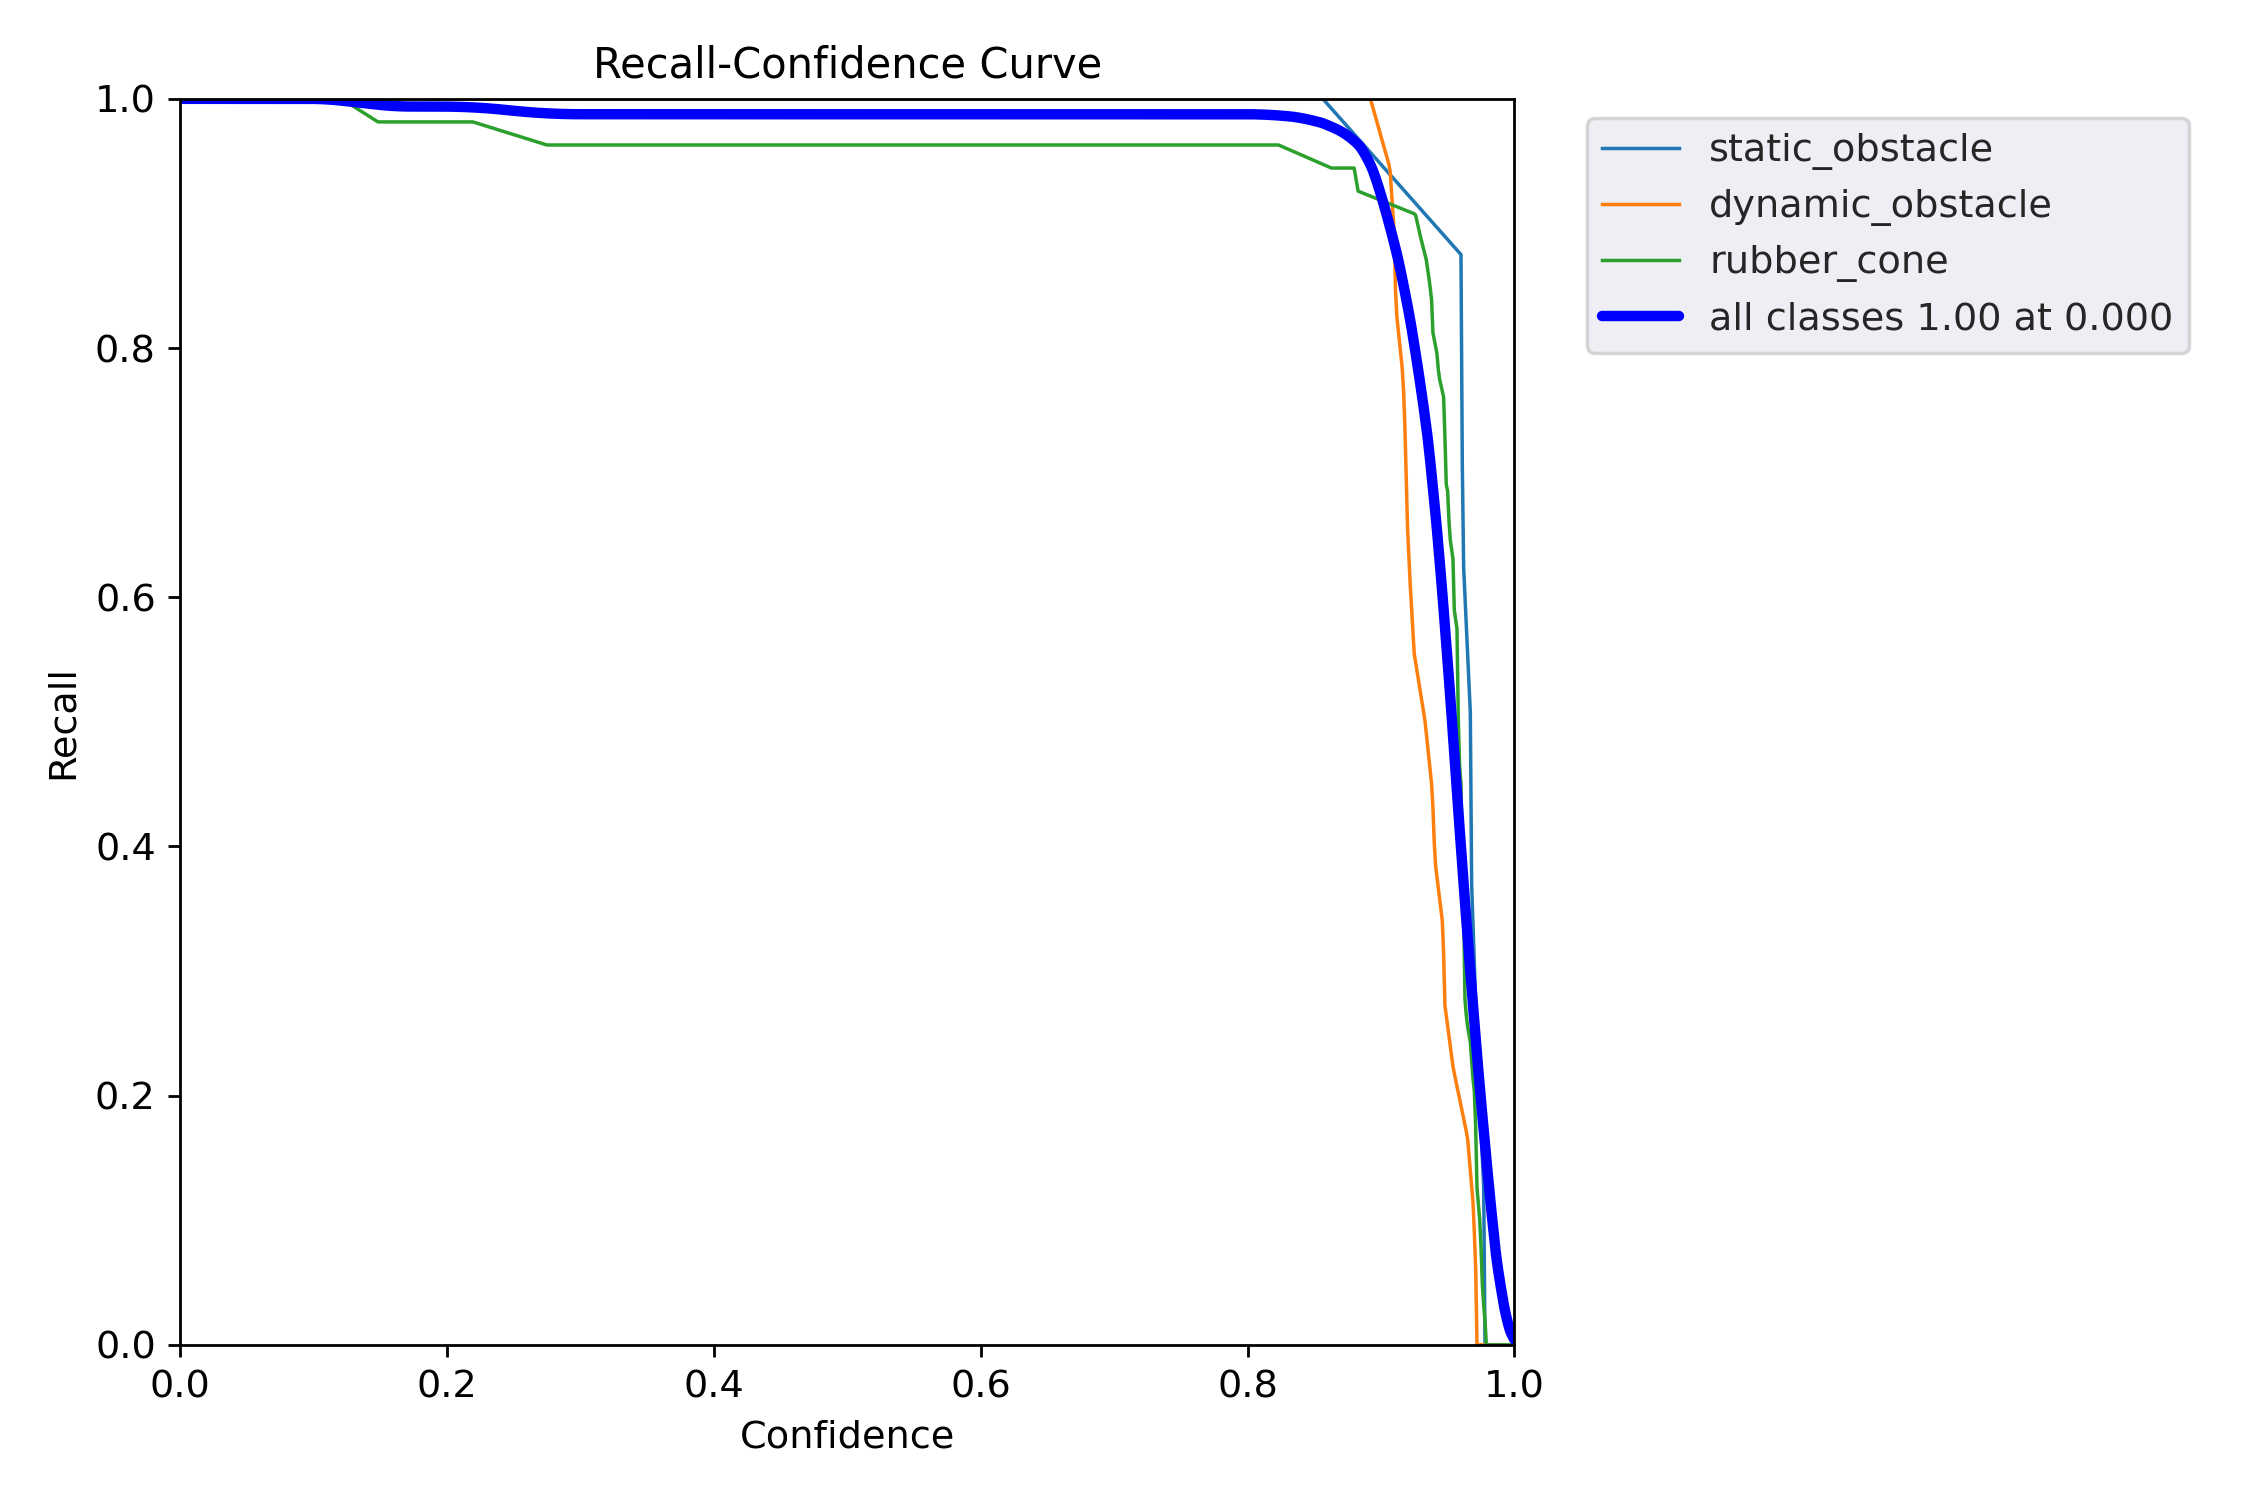 Recall-Confidence Curve
1.0
0.8
0.6
0.4
0.2
0.0
Recall
0.0 0.2 0.4 0.6 0.8 1.0
Confidence
static_obstacle
dynamic_obstacle
rubber_cone
all classes 1.00 at 0.000